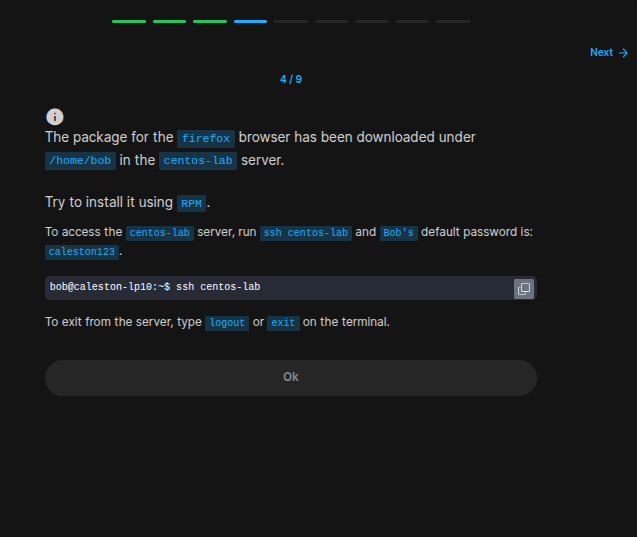 Next →
4 / 9
The package for the firefox browser has been downloaded under
/home/bob in the centos-lab server.
Try to install it using RPM.
To access the centos-lab server, run ssh centos-lab and Bob's default password is:
caleston123.
bob@caleston-lp10:~$ ssh centos-lab
To exit from the server, type logout or exit on the terminal.
Ok